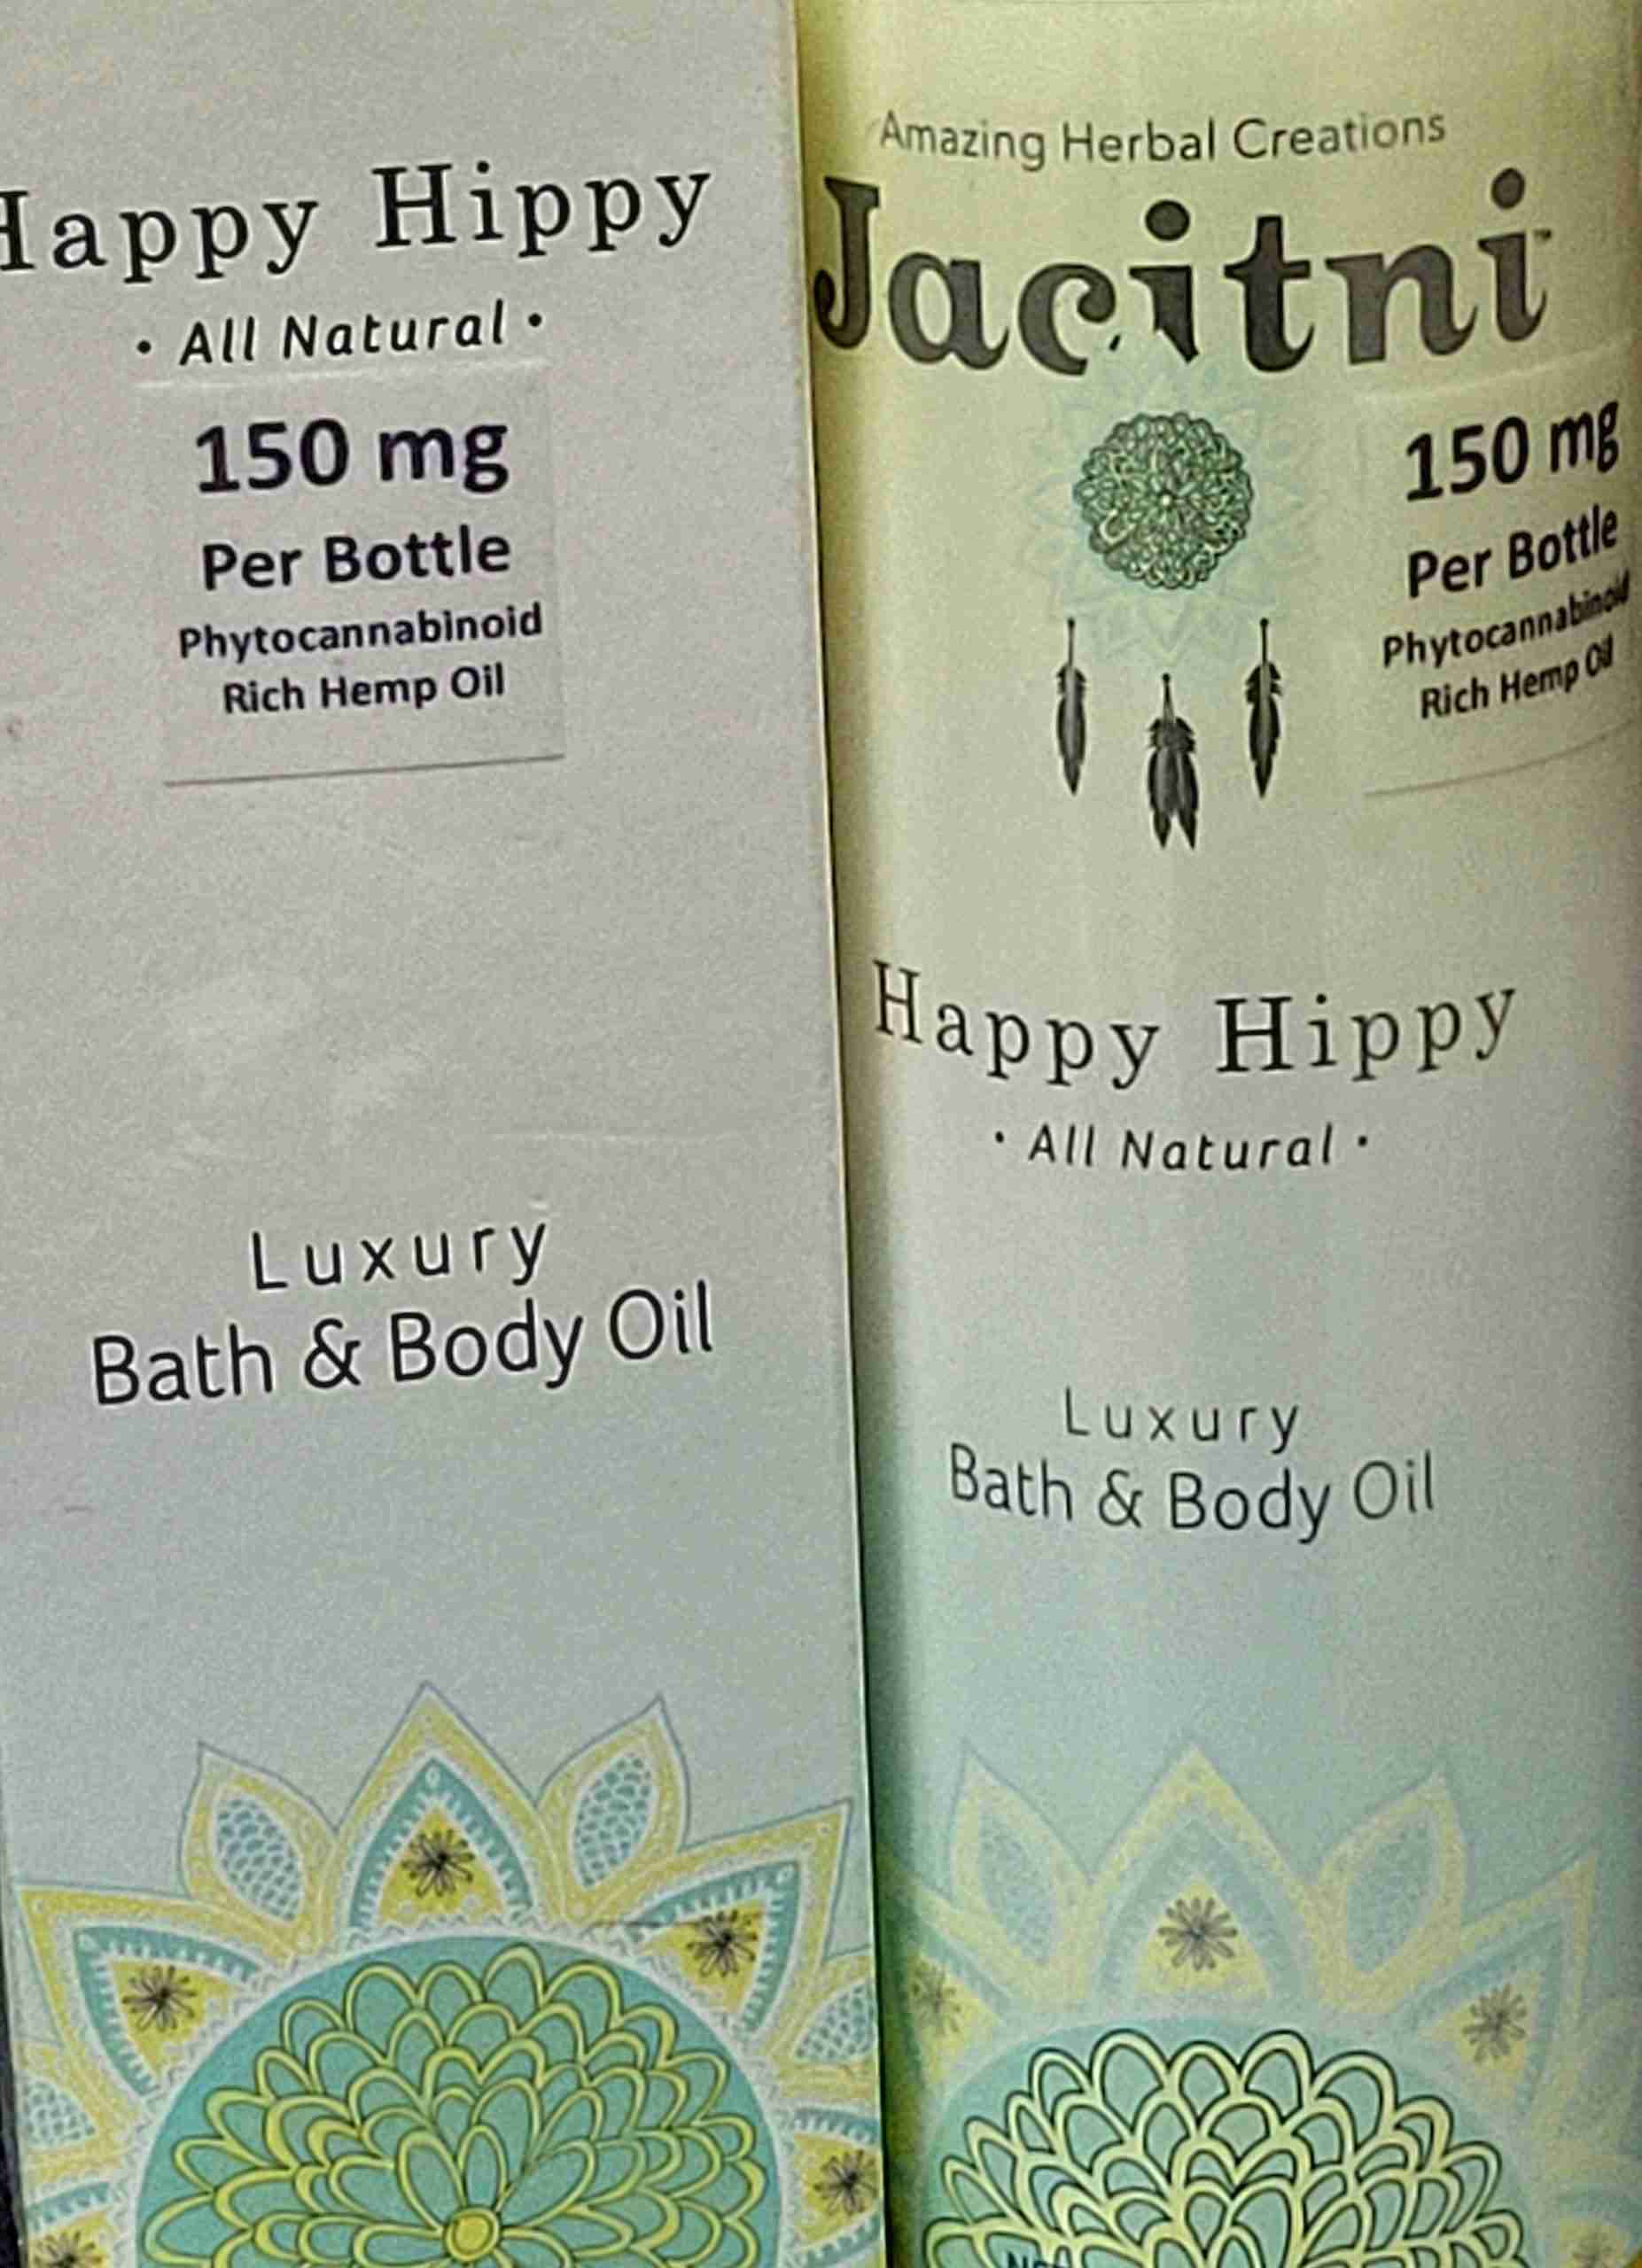 Happy Hippy
• All Natural •
150 mg
Per Bottle
Phytocannabinoid
Rich Hemp Oil
Luxury
Bath & Body Oil
Amazing Herbal Creations
Jacitni™
150 mg
Per Bottle
Phytocannabinoid
Rich Hemp Oil
Happy Hippy
• All Natural •
Luxury
Bath & Body Oil